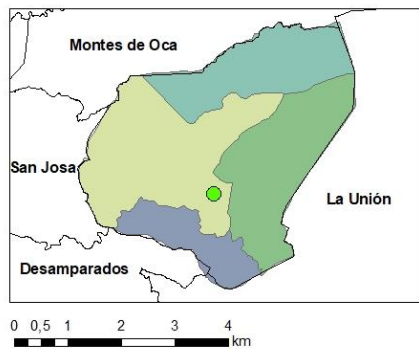 Montes de Oca
San Josa
La Unión
Desamparados
0 0,5 1 2 3 4
km